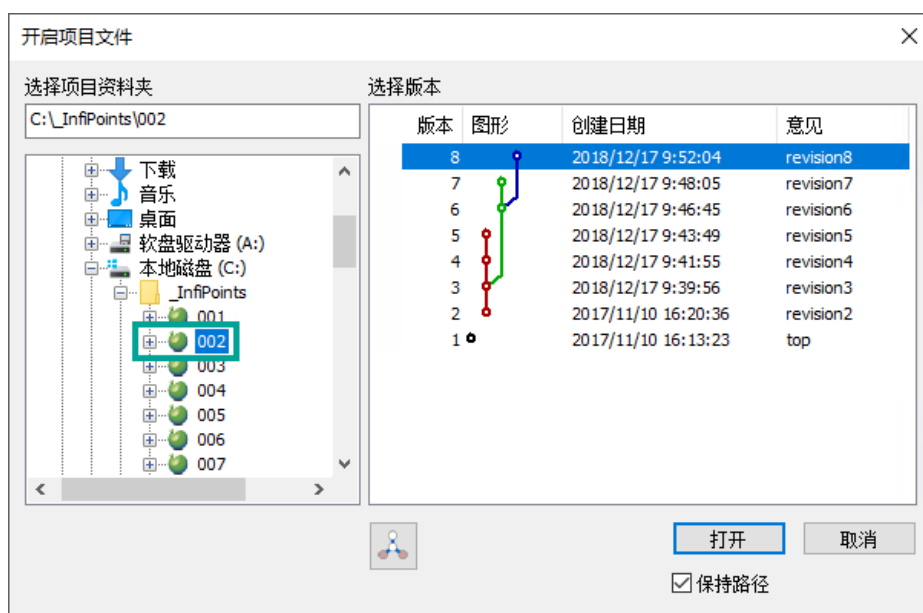 开启项目文件
选择项目资料夹
C:\_InfiPoints\002
下载
音乐
桌面
软盘驱动器 (A:)
本地磁盘 (C:)
_InfiPoints
001
002
003
004
005
006
007
选择版本
版本 图形 创建日期 意见
8 2018/12/17 9:52:04 revision8
7 2018/12/17 9:48:05 revision7
6 2018/12/17 9:46:45 revision6
5 2018/12/17 9:43:49 revision5
4 2018/12/17 9:41:55 revision4
3 2018/12/17 9:39:56 revision3
2 2017/11/10 16:20:36 revision2
1 2017/11/10 16:13:23 top
打开 取消
保持路径